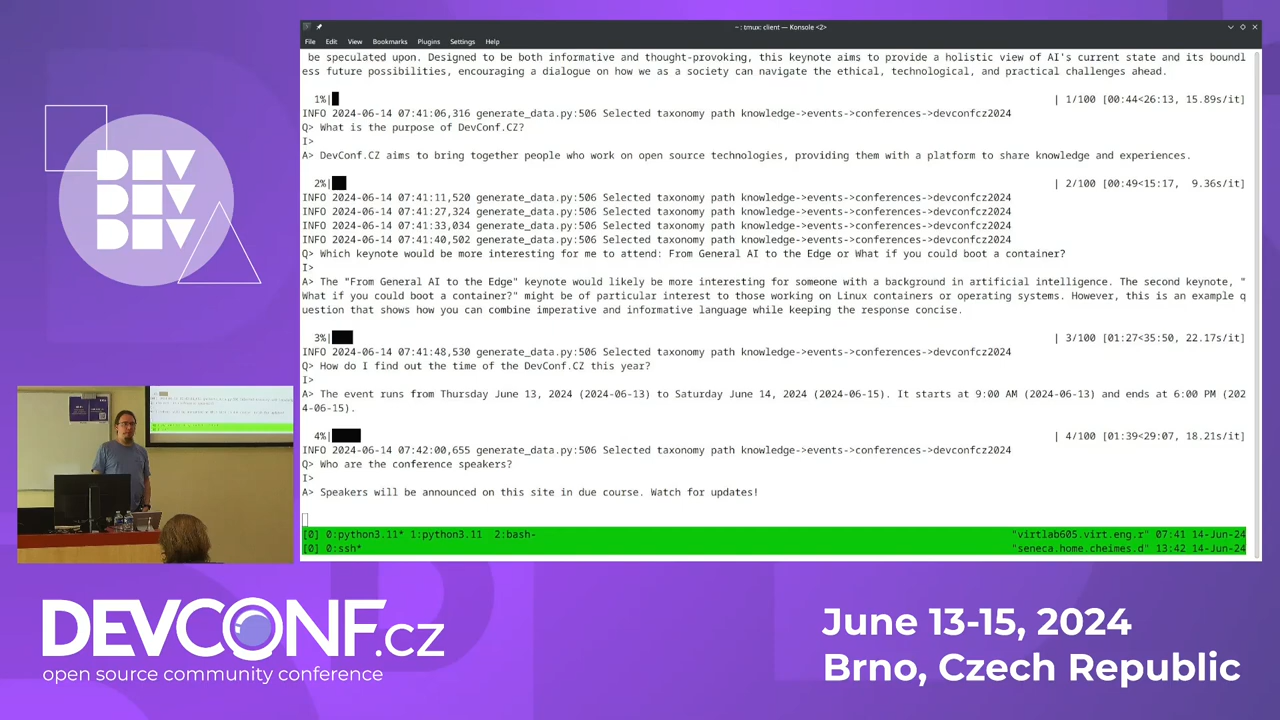 ~ : tmux: client — Konsole <2>
File Edit View Bookmarks Plugins Settings Help
be speculated upon. Designed to be both informative and thought-provoking, this keynote aims to provide a holistic view of AI's current state and its boundl
ess future possibilities, encouraging a dialogue on how we as a society can navigate the ethical, technological, and practical challenges ahead.
1%| | 1/100 [00:44<26:13, 15.89s/it]
INFO 2024-06-14 07:41:06,316 generate_data.py:506 Selected taxonomy path knowledge->events->conferences->devconfcz2024
Q> What is the purpose of DevConf.CZ?
I>
A> DevConf.CZ aims to bring together people who work on open source technologies, providing them with a platform to share knowledge and experiences.
2%| | 2/100 [00:49<15:17, 9.36s/it]
INFO 2024-06-14 07:41:11,520 generate_data.py:506 Selected taxonomy path knowledge->events->conferences->devconfcz2024
INFO 2024-06-14 07:41:27,324 generate_data.py:506 Selected taxonomy path knowledge->events->conferences->devconfcz2024
INFO 2024-06-14 07:41:33,034 generate_data.py:506 Selected taxonomy path knowledge->events->conferences->devconfcz2024
INFO 2024-06-14 07:41:40,502 generate_data.py:506 Selected taxonomy path knowledge->events->conferences->devconfcz2024
Q> Which keynote would be more interesting for me to attend: From General AI to the Edge or What if you could boot a container?
I>
A> The "From General AI to the Edge" keynote would likely be more interesting for someone with a background in artificial intelligence. The second keynote, "
What if you could boot a container?" might be of particular interest to those working on Linux containers or operating systems. However, this is an example q
uestion that shows how you can combine imperative and informative language while keeping the response concise.
3%| | 3/100 [01:27<35:50, 22.17s/it]
INFO 2024-06-14 07:41:48,530 generate_data.py:506 Selected taxonomy path knowledge->events->conferences->devconfcz2024
Q> How do I find out the time of the DevConf.CZ this year?
I>
A> The event runs from Thursday June 13, 2024 (2024-06-13) to Saturday June 14, 2024 (2024-06-15). It starts at 9:00 AM (2024-06-13) and ends at 6:00 PM (202
4-06-15).
4%| | 4/100 [01:39<29:07, 18.21s/it]
INFO 2024-06-14 07:42:00,655 generate_data.py:506 Selected taxonomy path knowledge->events->conferences->devconfcz2024
Q> Who are the conference speakers?
I>
A> Speakers will be announced on this site in due course. Watch for updates!
[0] 0:python3.11* 1:python3.11 2:bash- "virtlab605.virt.eng.r" 07:41 14-Jun-24
[0] 0:ssh* "seneca.home.cheimes.d" 13:42 14-Jun-24
DEV
DEV
DEV
DEVCONF.cz
open source community conference
June 13-15, 2024
Brno, Czech Republic